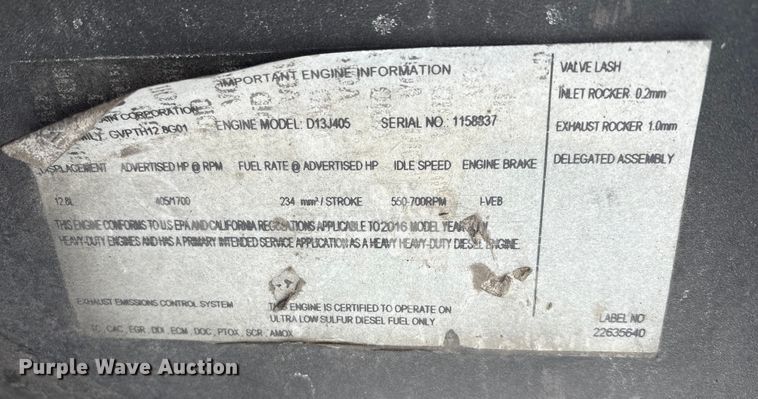 IMPORTANT ENGINE INFORMATION
CORPORATION
GVPTH12.8G01 ENGINE MODEL: D13J405 SERIAL NO. 1158837
ADVERTISED HP @ RPM FUEL RATE @ ADVERTISED HP IDLE SPEED ENGINE BRAKE
12.8L 405/1700 234 mm³/ STROKE 550-700RPM I-VEB
THIS ENGINE CONFORMS TO U.S EPA AND CALIFORNIA APPLICABLE TO 2016 MODEL YEAR
HEAVY-DUTY ENGINES AND HAS A PRIMARY INTENDED SERVICE APPLICATION AS A HEAVY HEAVY-DUTY DIESEL ENGINE.
EXHAUST EMISSIONS CONTROL SYSTEM
TC, CAC, EGR, DDI, ECM, DOC, PTOX, SCR, AMOX
THIS ENGINE IS CERTIFIED TO OPERATE ON
ULTRA LOW SULFUR DIESEL FUEL ONLY
VALVE LASH
INLET ROCKER 0.2mm
EXHAUST ROCKER 1.0mm
DELEGATED ASSEMBLY
LABEL NO
22635640
Purple Wave Auction